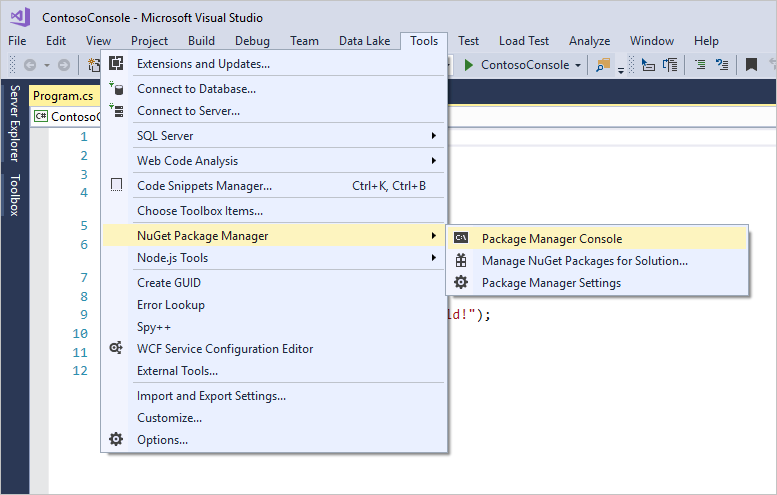 ContosoConsole - Microsoft Visual Studio
File Edit View Project Build Debug Team Data Lake Tools Test Load Test Analyze Window Help
ContosoConsole
Server Explorer
Toolbox
Program.cs
C# Contoso
1
2
3
4
5
6
7
8
9
10
11
12
Extensions and Updates...
Connect to Database...
Connect to Server...
SQL Server
Web Code Analysis
Code Snippets Manager... Ctrl+K, Ctrl+B
Choose Toolbox Items...
NuGet Package Manager
Node.js Tools
Create GUID
Error Lookup
Spy++
WCF Service Configuration Editor
External Tools...
Import and Export Settings...
Customize...
Options...
C:\ Package Manager Console
Manage NuGet Packages for Solution...
Package Manager Settings
ld!");